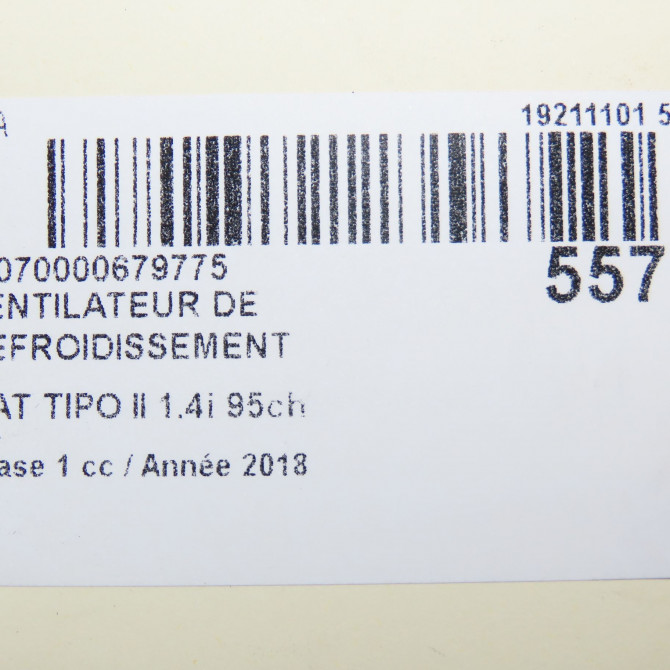 A 19211101 5
070000679775 557
ENTILATEUR DE
EFROIDISSEMENT
AT TIPO II 1.4i 95ch
ase 1 cc / Année 2018